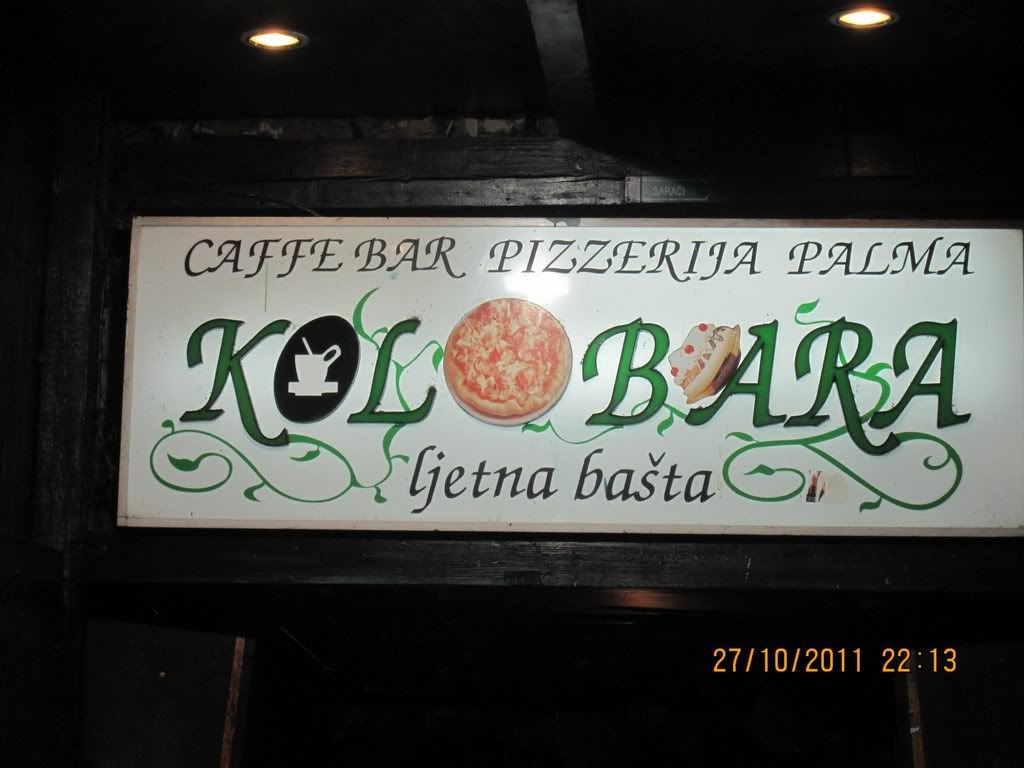 SARAČI
CAFFE BAR PIZZERIJA PALMA
KOLOBARA
ljetna bašta
27/10/2011 22:13